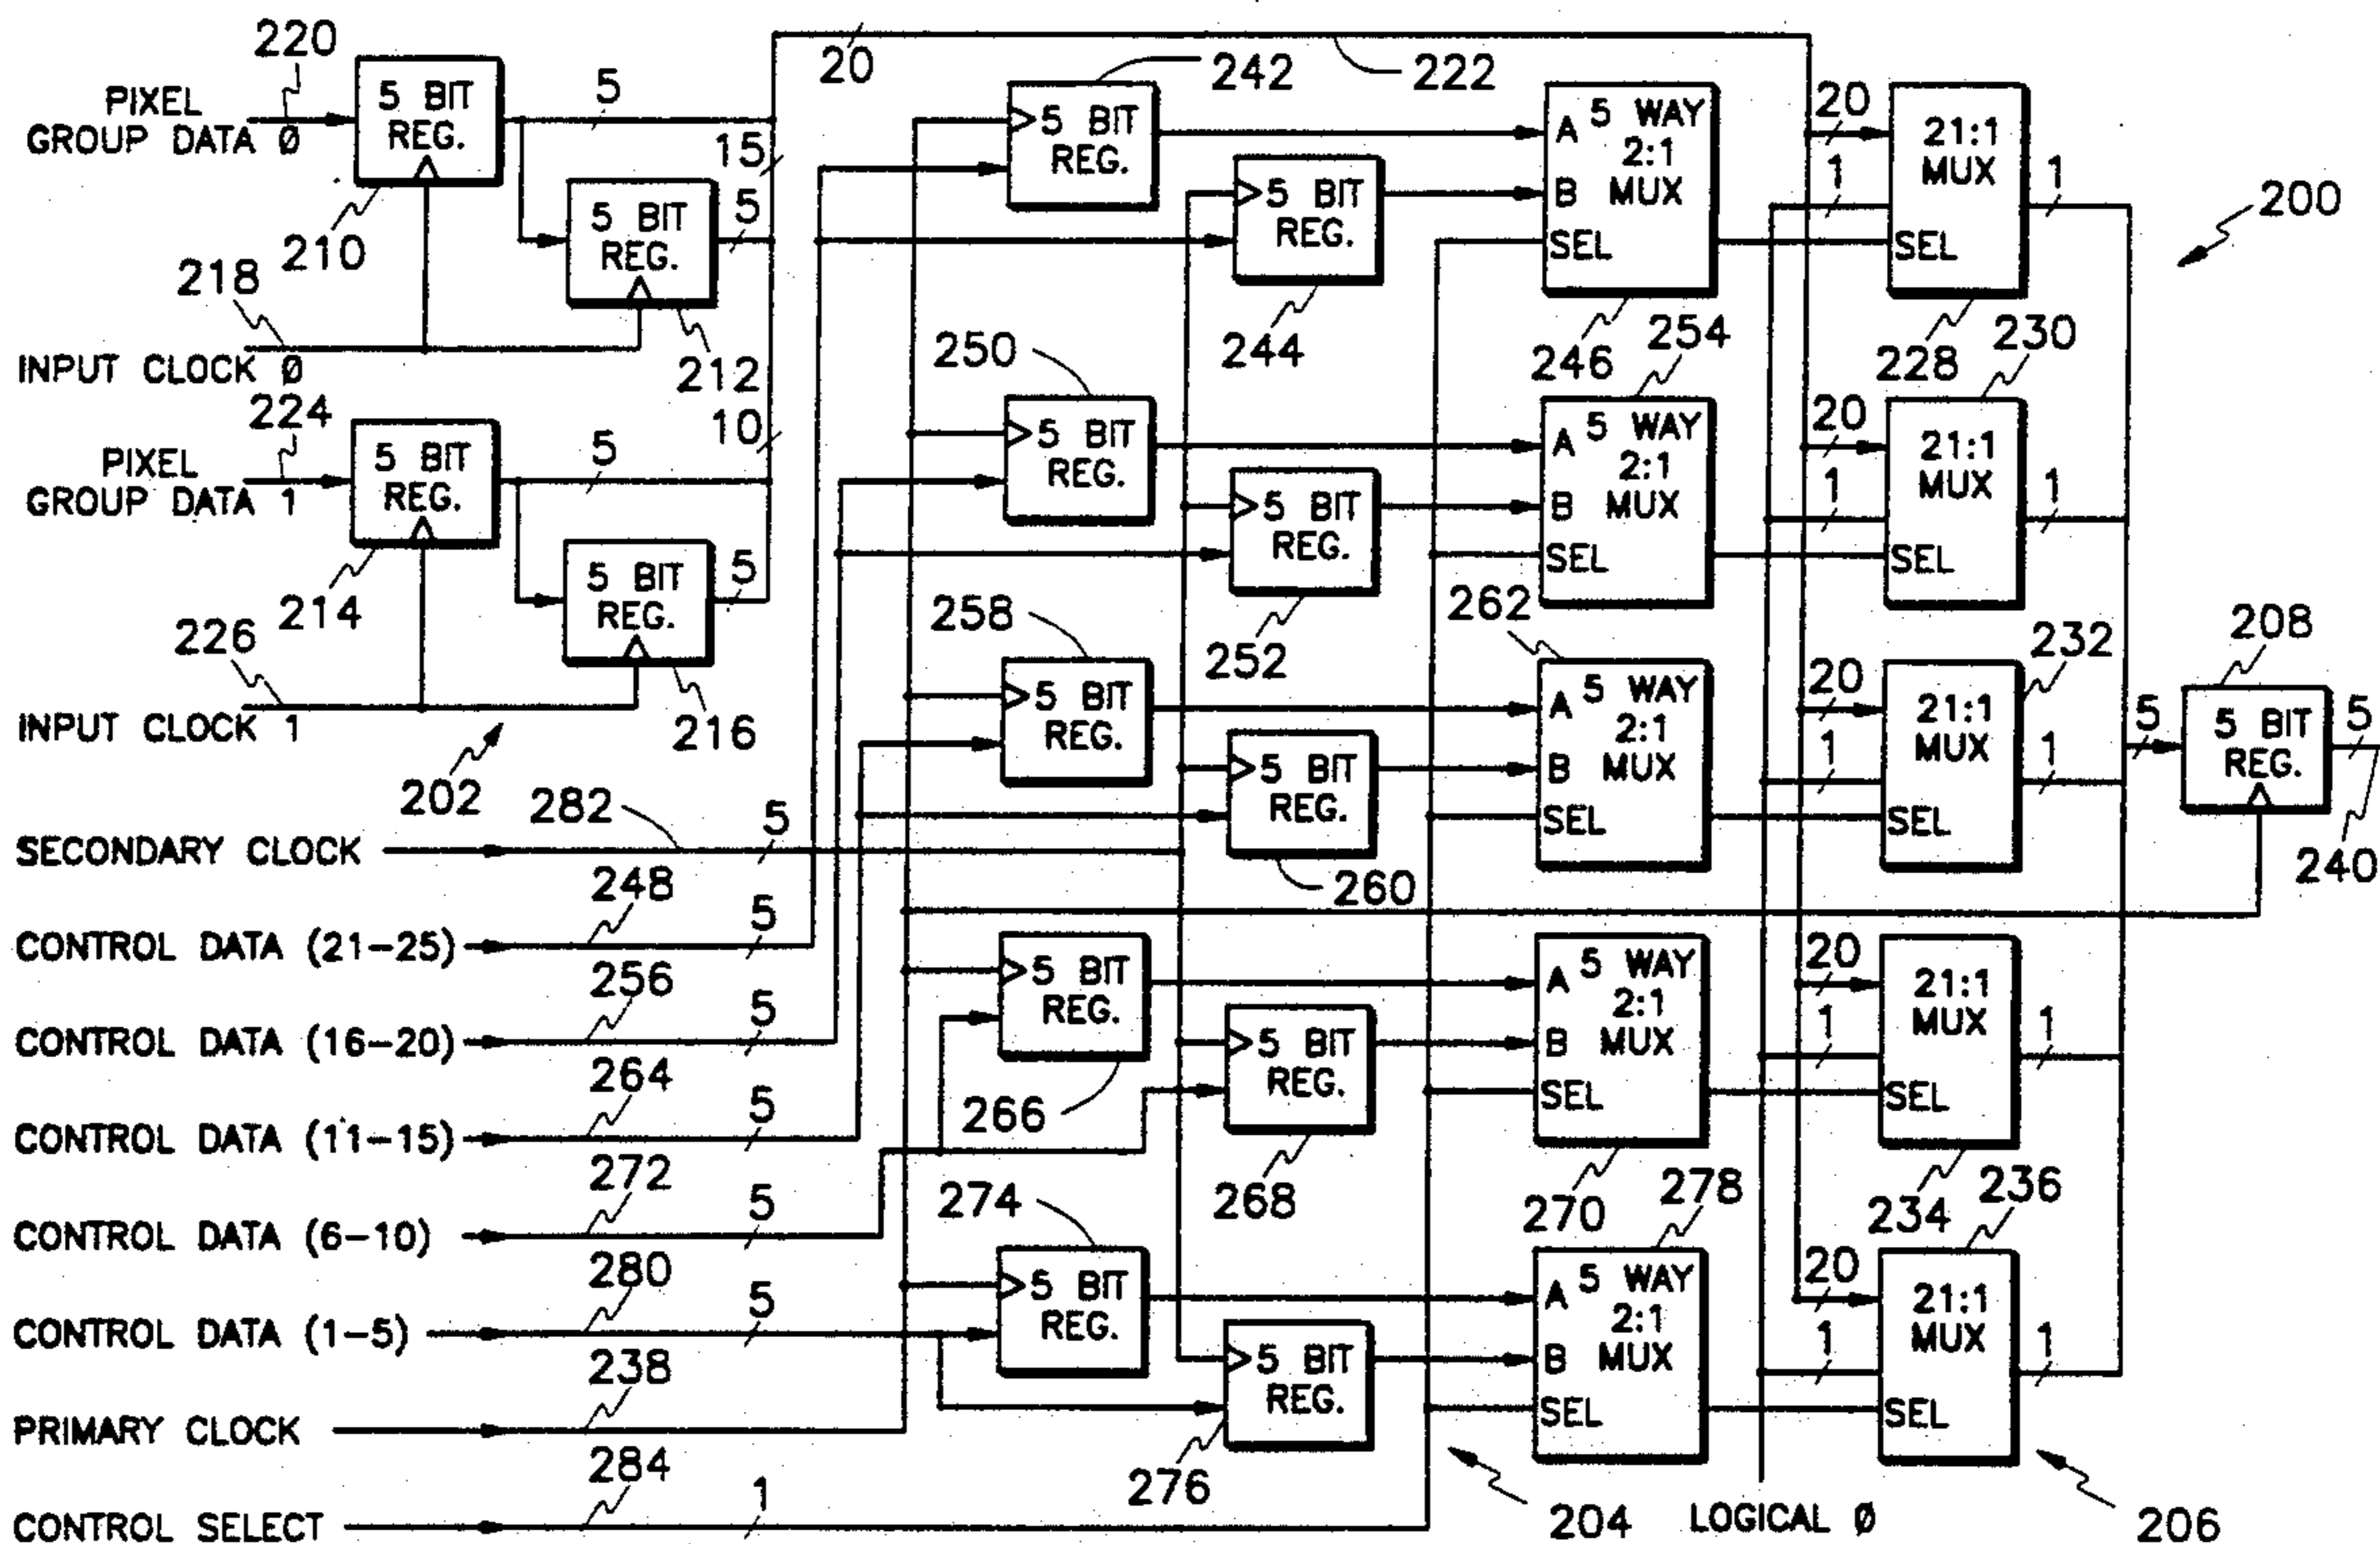 220
PIXEL
GROUP DATA 0
5 BIT
REG.
5
210
218
INPUT CLOCK 0
5 BIT
REG.
5
15
212
20
222
224
PIXEL
GROUP DATA 1
5 BIT
REG.
5
10
214
226
INPUT CLOCK 1
5 BIT
REG.
5
216
202
SECONDARY CLOCK
282
5
248
CONTROL DATA (21-25)
5
256
CONTROL DATA (16-20)
5
264
CONTROL DATA (11-15)
5
272
CONTROL DATA (6-10)
5
280
CONTROL DATA (1-5)
5
238
PRIMARY CLOCK
284
CONTROL SELECT
1
242
5 BIT
REG.
5 BIT
REG.
244
A
5 WAY
2:1
MUX
B
SEL
246
20
1
21:1
MUX
SEL
1
228
200
250
5 BIT
REG.
5 BIT
REG.
252
254
A
5 WAY
2:1
MUX
B
SEL
230
20
1
21:1
MUX
SEL
1
258
5 BIT
REG.
5 BIT
REG.
260
262
A
5 WAY
2:1
MUX
B
SEL
232
20
1
21:1
MUX
SEL
1
208
5
5 BIT
REG.
5
240
5 BIT
REG.
266
5 BIT
REG.
268
A
5 WAY
2:1
MUX
B
SEL
270
20
1
21:1
MUX
SEL
1
234
274
5 BIT
REG.
5 BIT
REG.
276
278
A
5 WAY
2:1
MUX
B
SEL
236
20
1
21:1
MUX
SEL
1
204
LOGICAL 0
206